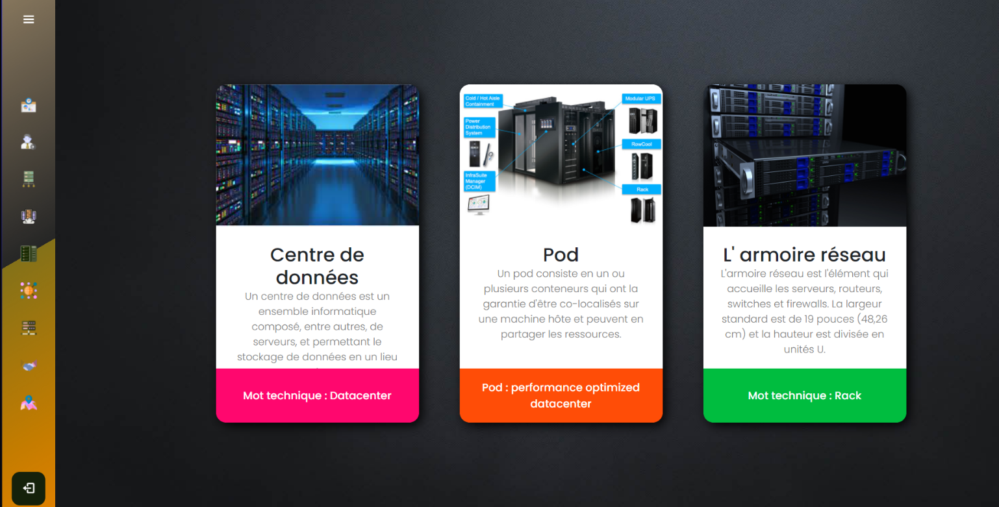 Centre de
données
Un centre de données est un
ensemble informatique
composé, entre autres, de
serveurs, et permettant le
stockage de données en un lieu
Mot technique : Datacenter
Cold / Hot Aisle
Containment
Power
Distribution
System
InfraSuite
Manager
(DCIM)
Modular UPS
RowCool
Rack
Pod
Un pod consiste en un ou
plusieurs conteneurs qui ont la
garantie d'être co-localisés sur
une machine hôte et peuvent en
partager les ressources.
Pod : performance optimized
datacenter
L' armoire réseau
L'armoire réseau est l'élément qui
accueille les serveurs, routeurs,
switches et firewalls. La largeur
standard est de 19 pouces (48,26
cm) et la hauteur est divisée en
unités U.
Mot technique : Rack